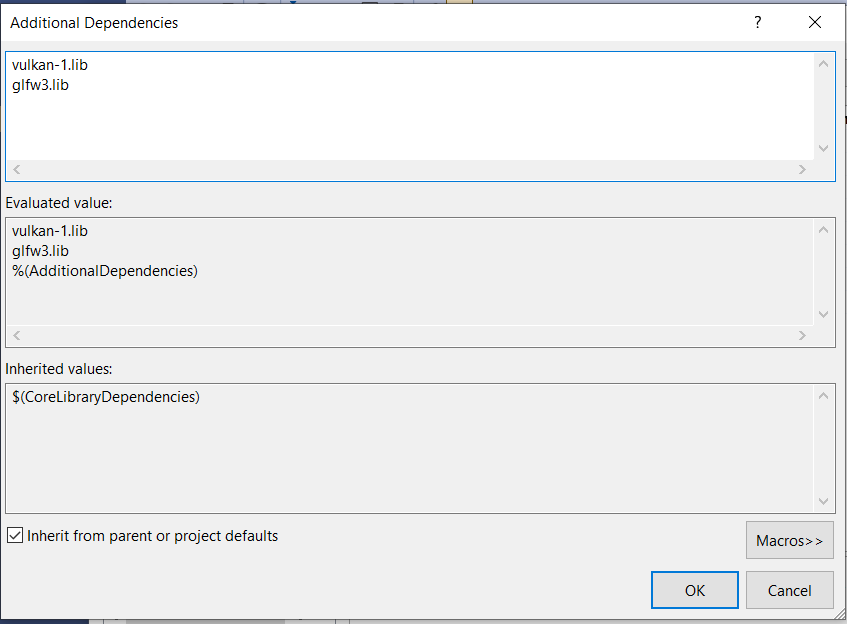 Additional Dependencies
?
vulkan-1.lib
glfw3.lib
Evaluated value:
vulkan-1.lib
glfw3.lib
%(AdditionalDependencies)
Inherited values:
$(CoreLibraryDependencies)
Inherit from parent or project defaults
Macros>>
OK
Cancel